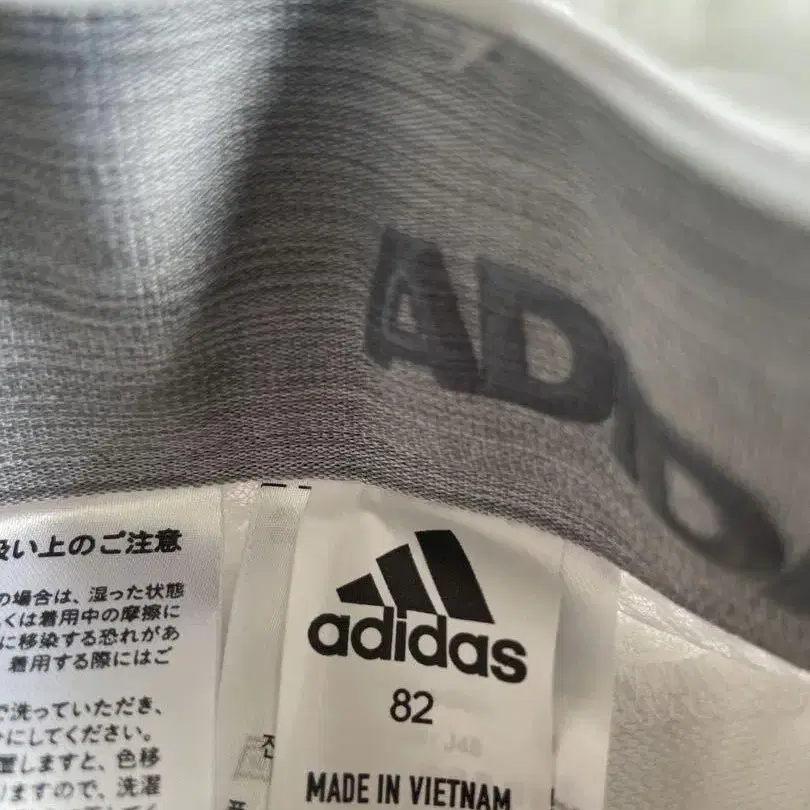 ADID
扱い上のご注意
の場合は、湿った状態
くは着用中の摩擦に
に移染する恐れがあ
着用する際にはご
で洗っていただき、
にしてください。
置しますと、色移
りますので、洗濯
adidas
82
MADE IN VIETNAM